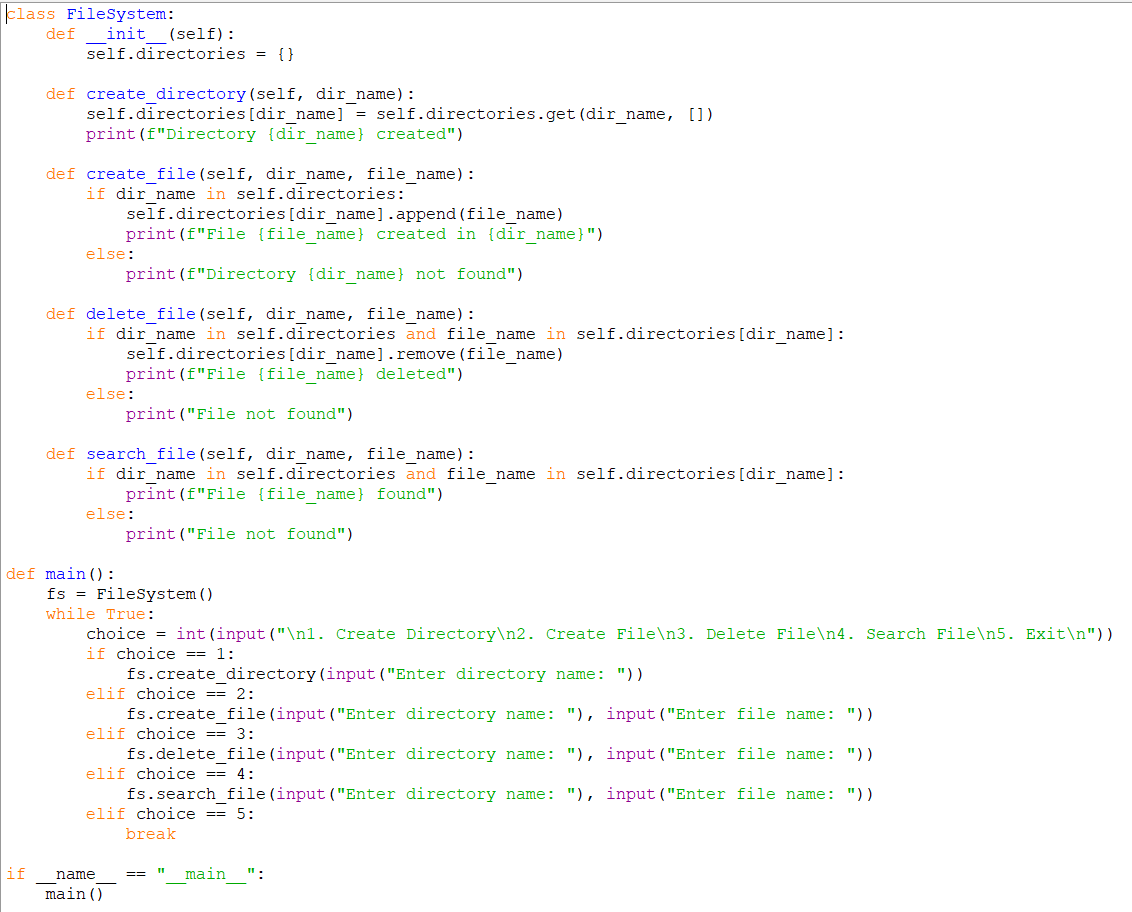 class FileSystem:
    def __init__(self):
        self.directories = {}

    def create_directory(self, dir_name):
        self.directories[dir_name] = self.directories.get(dir_name, [])
        print(f"Directory {dir_name} created")

    def create_file(self, dir_name, file_name):
        if dir_name in self.directories:
            self.directories[dir_name].append(file_name)
            print(f"File {file_name} created in {dir_name}")
        else:
            print(f"Directory {dir_name} not found")

    def delete_file(self, dir_name, file_name):
        if dir_name in self.directories and file_name in self.directories[dir_name]:
            self.directories[dir_name].remove(file_name)
            print(f"File {file_name} deleted")
        else:
            print("File not found")

    def search_file(self, dir_name, file_name):
        if dir_name in self.directories and file_name in self.directories[dir_name]:
            print(f"File {file_name} found")
        else:
            print("File not found")

def main():
    fs = FileSystem()
    while True:
        choice = int(input("\n1. Create Directory\n2. Create File\n3. Delete File\n4. Search File\n5. Exit\n"))
        if choice == 1:
            fs.create_directory(input("Enter directory name: "))
        elif choice == 2:
            fs.create_file(input("Enter directory name: "), input("Enter file name: "))
        elif choice == 3:
            fs.delete_file(input("Enter directory name: "), input("Enter file name: "))
        elif choice == 4:
            fs.search_file(input("Enter directory name: "), input("Enter file name: "))
        elif choice == 5:
            break

if __name__ == "__main__":
    main()